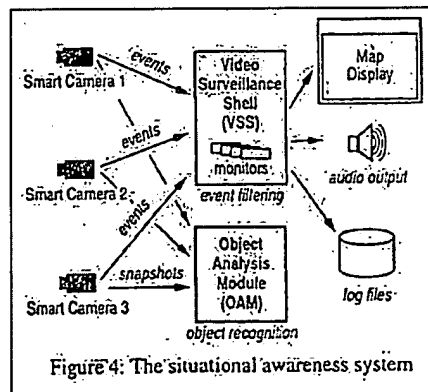 events
Smart Camera 1
Video
Surveillance
Shell
(VSS)
monitors
event filtering
Map
Display
audio output
events
Smart Camera 2
events
snapshots
Smart Camera 3
Object
Analysis
Module
(OAM)
object recognition
log files
Figure 4: The situational awareness system